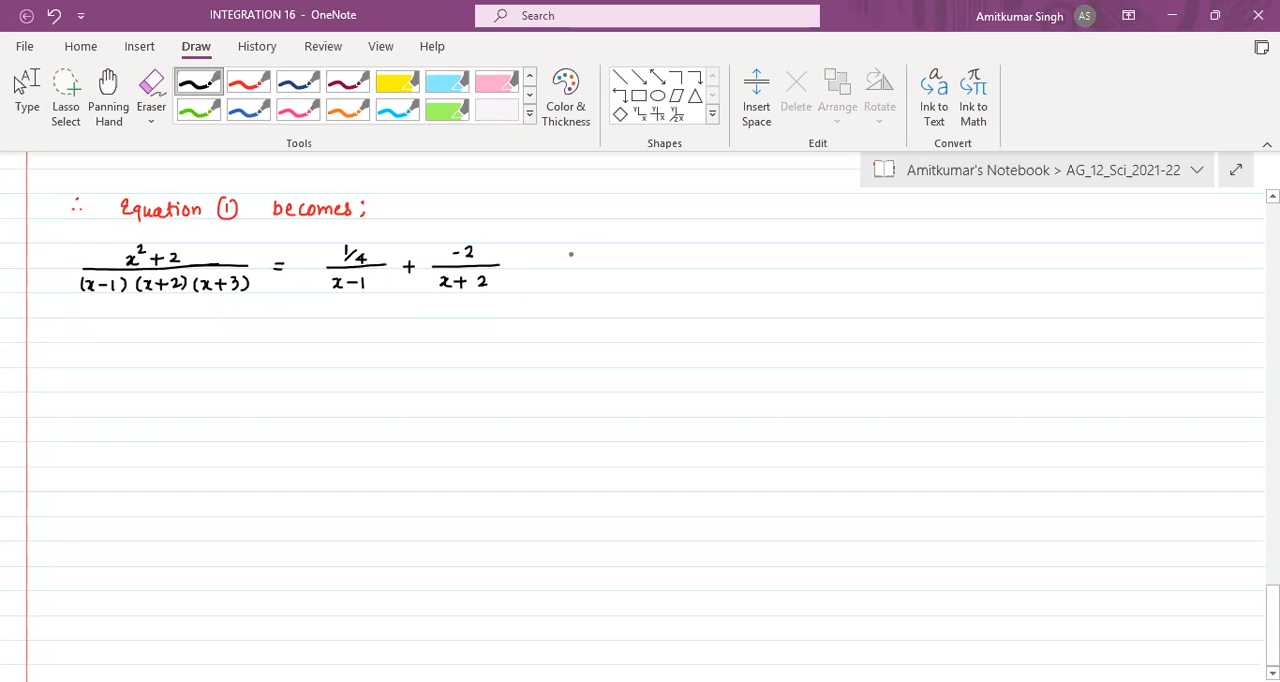 INTEGRATION 16 - OneNote
Search
Amitkumar Singh AS
File Home Insert Draw History Review View Help
Type Lasso Select Panning Hand Eraser Color & Thickness Insert Space Delete Arrange Rotate Ink to Text Ink to Math
Tools Shapes Edit Convert
Amitkumar's Notebook > AG_12_Sci_2021-22
∴ Equation ① becomes;
x² + 2 / (x-1) (x+2) (x+3) = 1/4 / x-1 + -2 / x+2